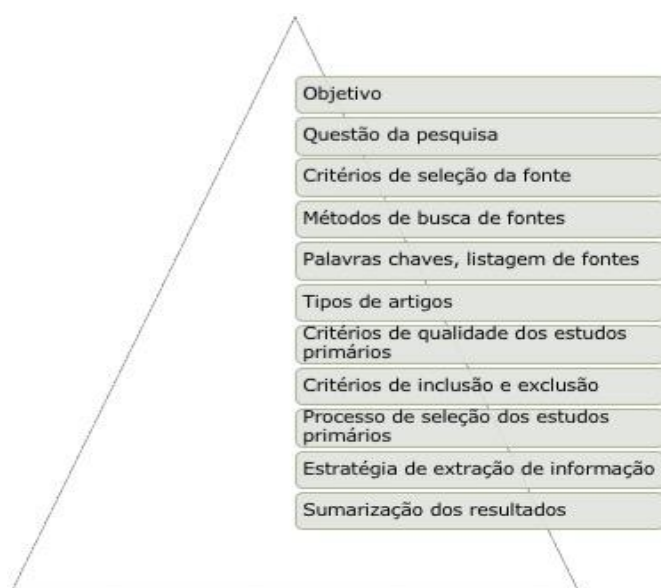 Objetivo
Questão da pesquisa
Critérios de seleção da fonte
Métodos de busca de fontes
Palavras chaves, listagem de fontes
Tipos de artigos
Critérios de qualidade dos estudos
primários
Critérios de inclusão e exclusão
Processo de seleção dos estudos
primários
Estratégia de extração de informação
Sumarização dos resultados